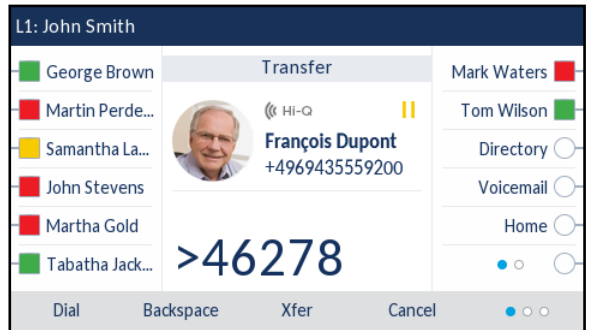 L1: John Smith
Transfer
George Brown
Martin Perde...
Samantha La...
John Stevens
Martha Gold
Tabatha Jack...
Hi-Q
François Dupont
+4969435559200
>46278
Mark Waters
Tom Wilson
Directory
Voicemail
Home
Dial Backspace Xfer Cancel